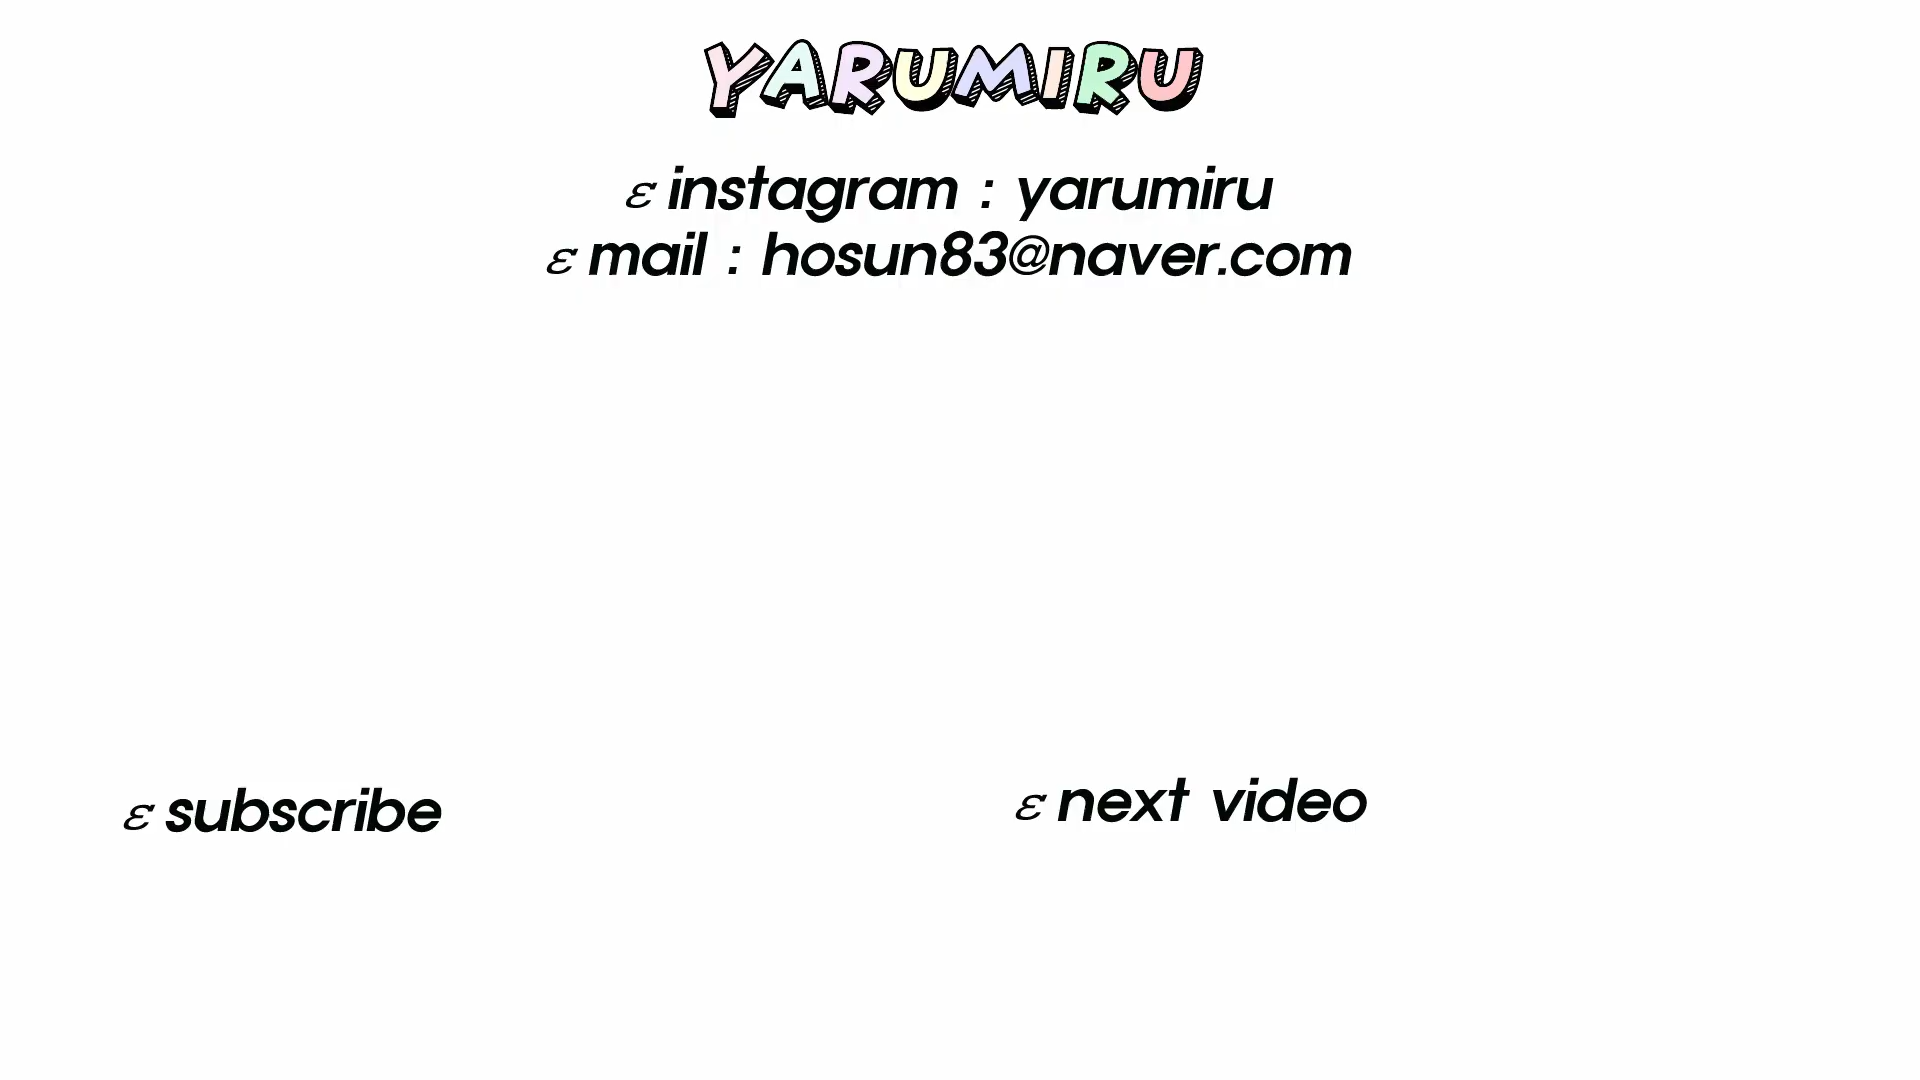 YARUMIRU
ε instagram : yarumiru
ε mail : hosun83@naver.com
ε subscribe
ε next video